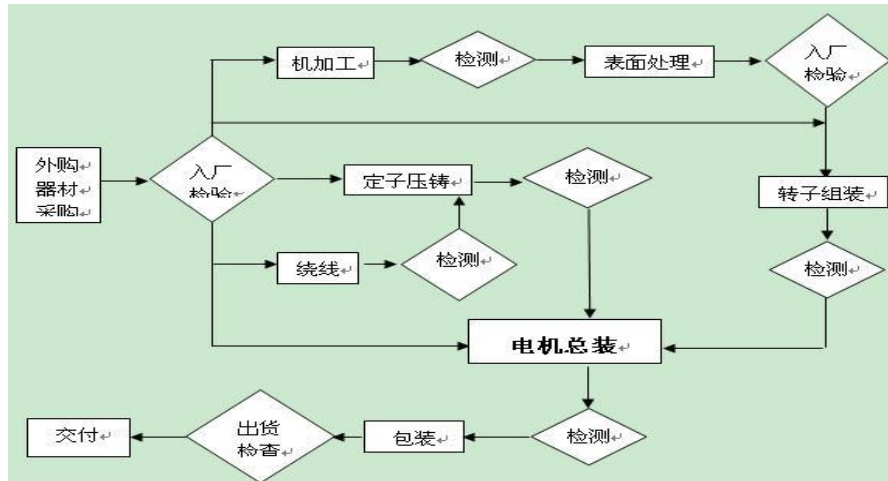 机加工
检测
表面处理
入厂
检验
外购
器材
采购
入厂
检验
定子压铸
检测
转子组装
绕线
检测
检测
电机总装
交付
出货
检查
包装
检测